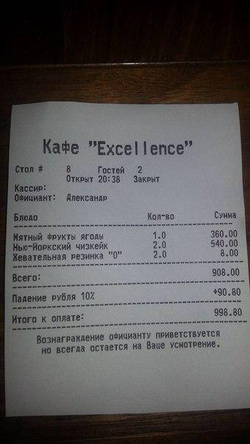 Кафе "Excellence"
Стол # 8 Гостей 2
Открыт 20:38 Закрыт
Кассир:
Официант: Александр
Блюдо Кол-во Сумма
Мятный Фрукты ягоды 1.0 360.00
Нью-Йоркский чизкейк 2.0 540.00
Жевательная резинка "О" 2.0 8.00
Всего: 908.00
Падение рубля 10% +90.80
Итого к оплате: 998.80
Вознаграждение официанту приветствуется
но всегда остается на Ваше усмотрение.